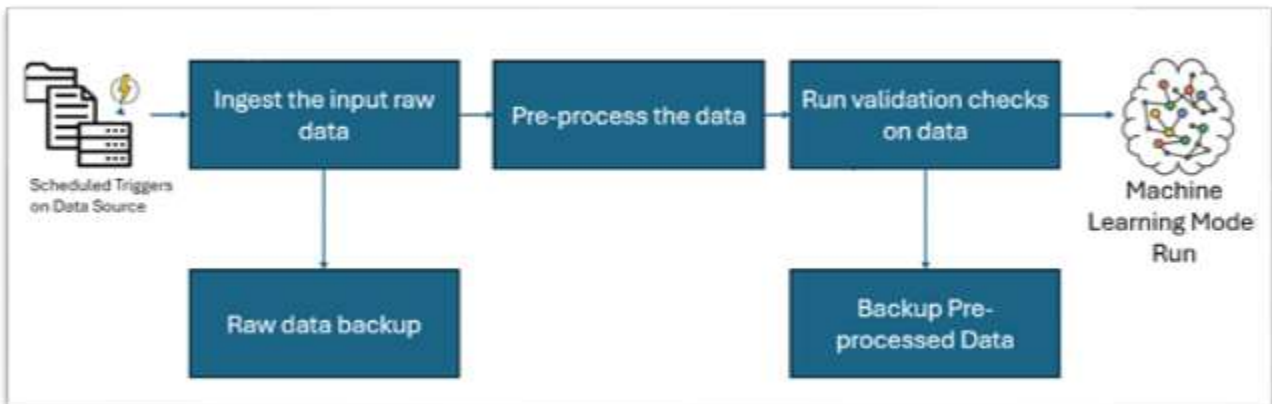 Scheduled Triggers
on Data Source
Ingest the input raw
data
Pre-process the data
Run validation checks
on data
Machine
Learning Mode
Run
Raw data backup
Backup Pre-
processed Data